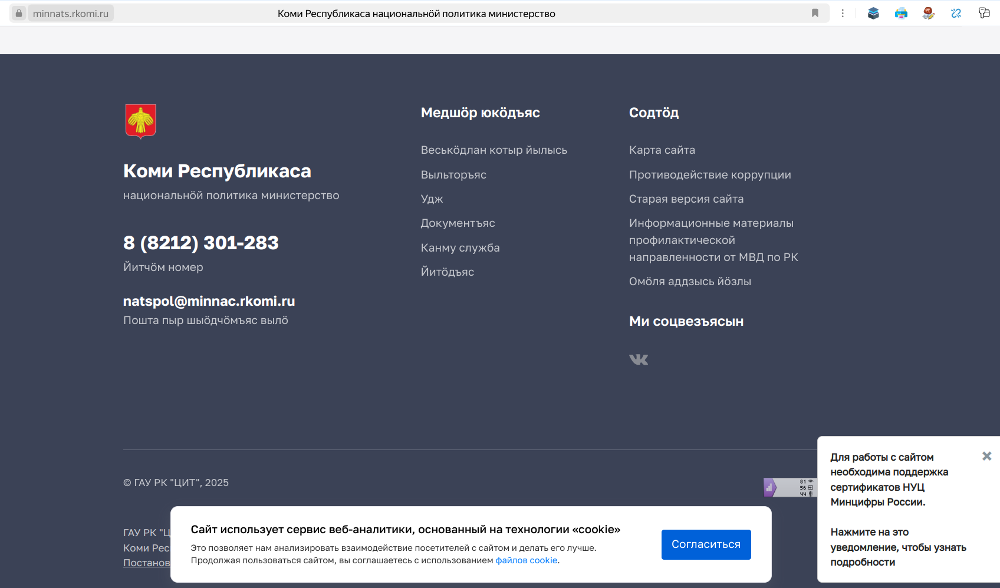 minnats.rkomi.ru
Коми Республикаса национальнӧй политика министерство
Коми Республикаса
национальнӧй политика министерство
8 (8212) 301-283
Йитчӧм номер
natspol@minnac.rkomi.ru
Пошта пыр шыӧдчӧмъяс вылӧ
Медшӧр юкӧдъяс
Веськӧдлан котыр йылысь
Выльторъяс
Удж
Документъяс
Канму служба
Йитӧдъяс
Содтӧд
Карта сайта
Противодействие коррупции
Старая версия сайта
Информационные материалы
профилактической
направленности от МВД по РК
Омӧля аддзысь йӧзлы
Ми соцвезъясын
© ГАУ РК "ЦИТ", 2025
81
56
44
ГАУ РК "Ц
Коми Рес
Постанов
Сайт использует сервис веб-аналитики, основанный на технологии «cookie»
Это позволяет нам анализировать взаимодействие посетителей с сайтом и делать его лучше.
Продолжая пользоваться сайтом, вы соглашаетесь с использованием файлов cookie.
Согласиться
Для работы с сайтом
необходима поддержка
сертификатов НУЦ
Минцифры России.
Нажмите на это
уведомление, чтобы узнать
подробности